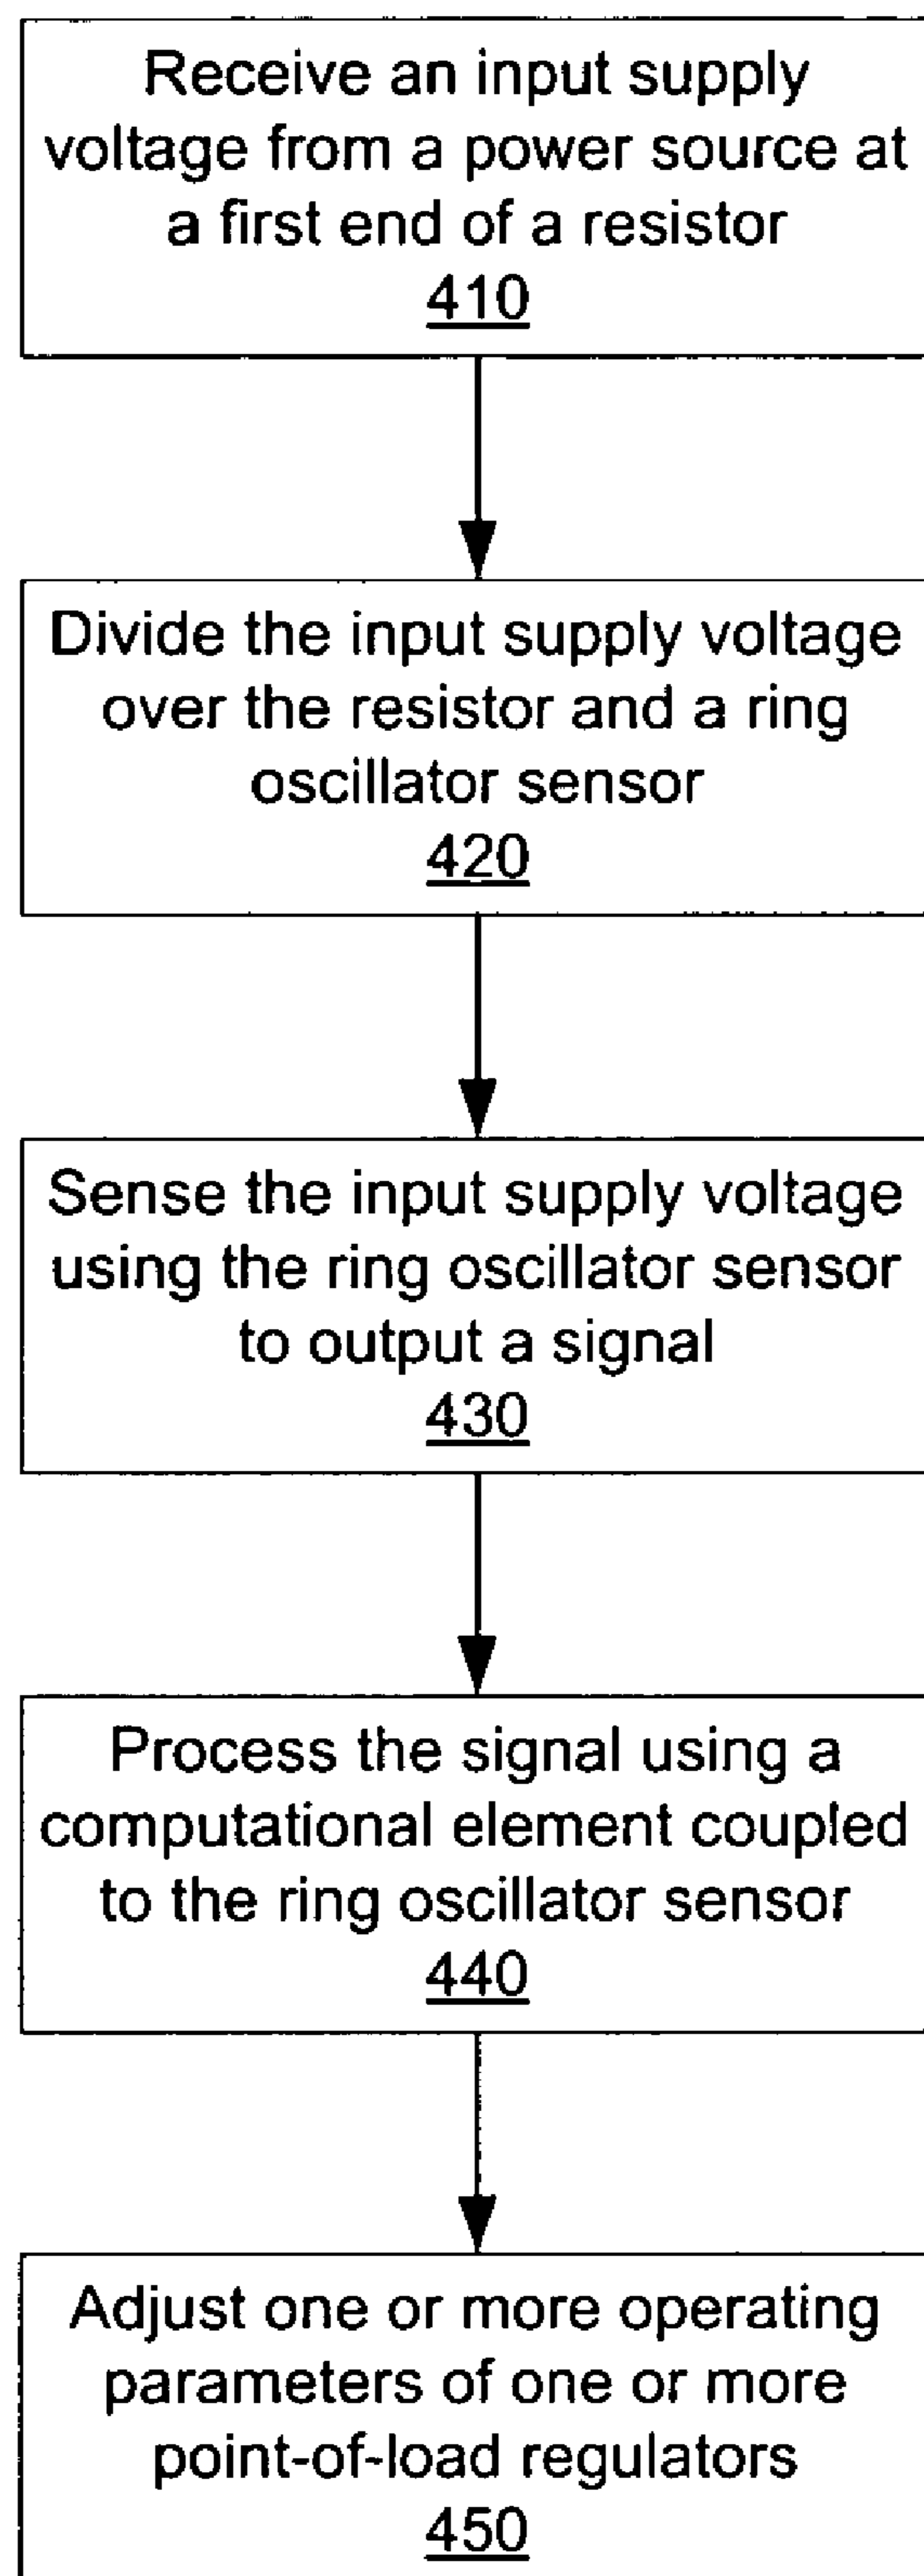 Receive an input supply
voltage from a power source at
a first end of a resistor
410
Divide the input supply voltage
over the resistor and a ring
oscillator sensor
420
Sense the input supply voltage
using the ring oscillator sensor
to output a signal
430
Process the signal using a
computational element coupled
to the ring oscillator sensor
440
Adjust one or more operating
parameters of one or more
point-of-load regulators
450